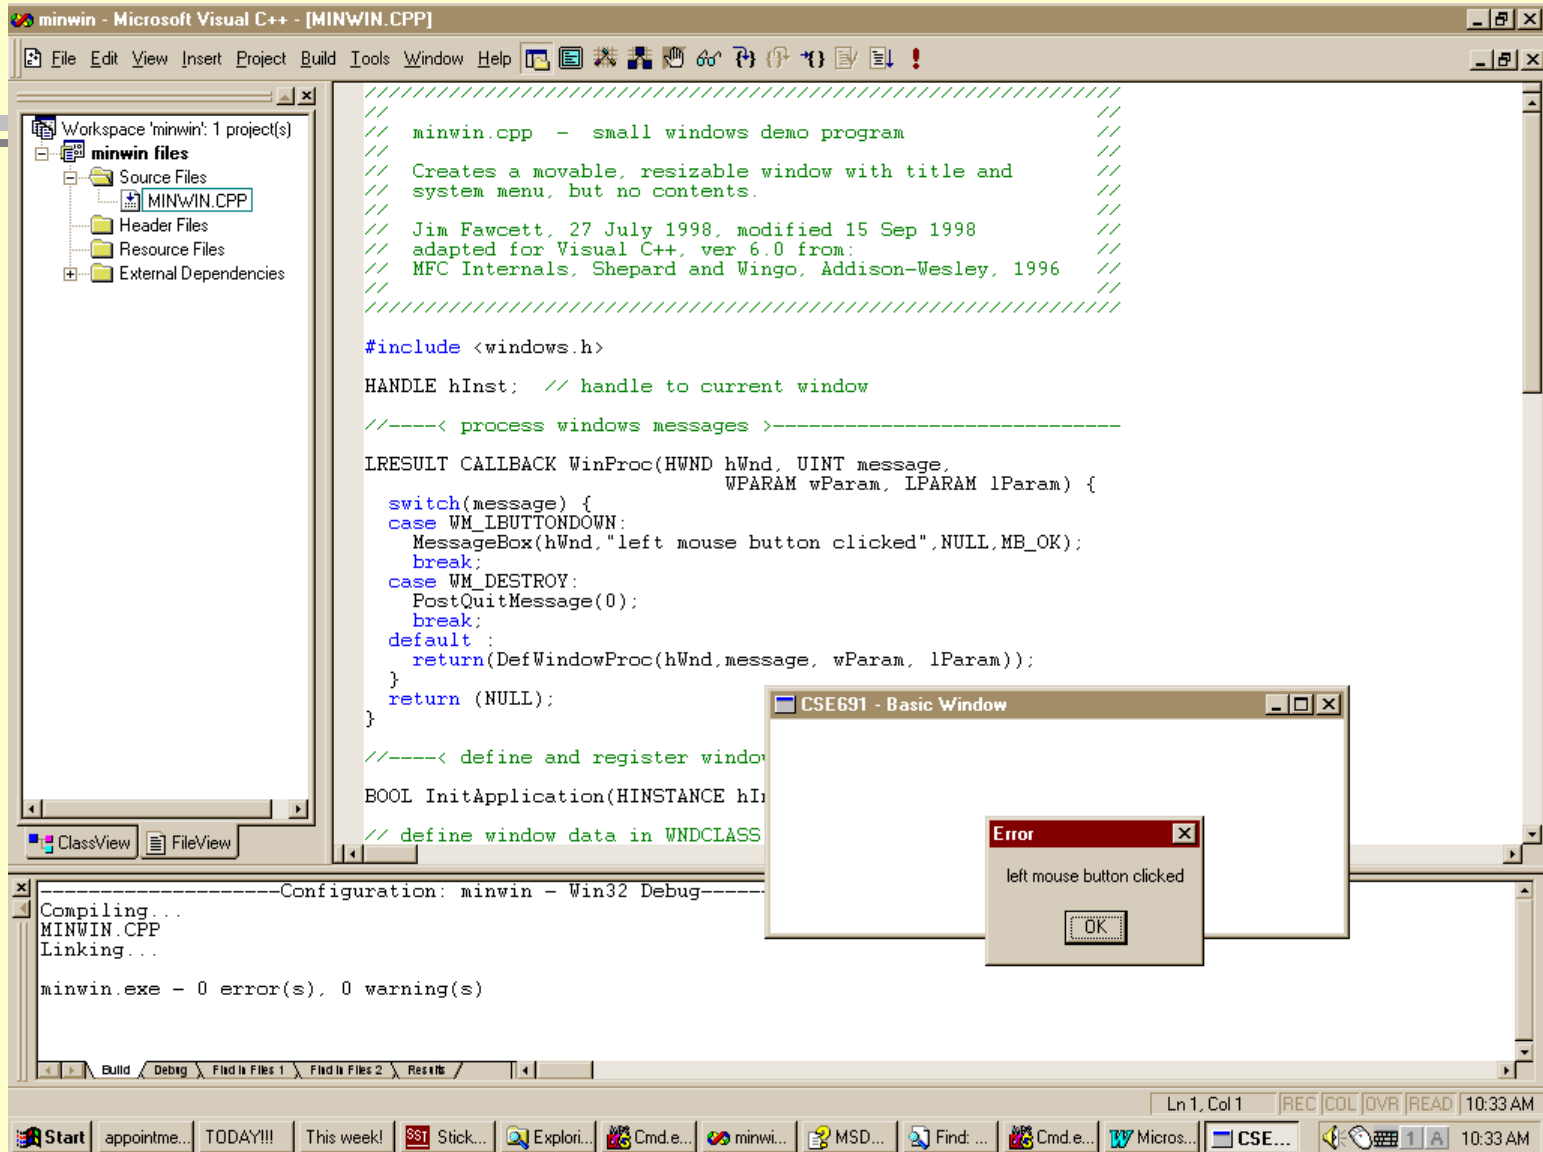 minwin - Microsoft Visual C++ - [MINWIN.CPP]
File Edit View Insert Project Build Tools Window Help
Workspace 'minwin': 1 project(s)
minwin files
Source Files
MINWIN.CPP
Header Files
Resource Files
External Dependencies
ClassView FileView
///////////////////////////////////////////////////////////////
// //
// minwin.cpp - small windows demo program //
// //
// Creates a movable, resizable window with title and //
// system menu, but no contents. //
// //
// Jim Fawcett, 27 July 1998, modified 15 Sep 1998 //
// adapted for Visual C++, ver 6.0 from: //
// MFC Internals, Shepard and Wingo, Addison-Wesley, 1996 //
// //
///////////////////////////////////////////////////////////////
#include <windows.h>
HANDLE hInst; // handle to current window
//----< process windows messages >-----------------------------
LRESULT CALLBACK WinProc(HWND hWnd, UINT message,
WPARAM wParam, LPARAM lParam) {
switch(message) {
case WM_LBUTTONDOWN:
MessageBox(hWnd,"left mouse button clicked",NULL,MB_OK);
break;
case WM_DESTROY:
PostQuitMessage(0);
break;
default :
return(DefWindowProc(hWnd,message, wParam, lParam));
}
return (NULL);
}
//----< define and register windo
BOOL InitApplication(HINSTANCE hI
// define window data in WNDCLASS
CSE691 - Basic Window
Error
left mouse button clicked
OK
--------------------Configuration: minwin - Win32 Debug------
Compiling...
MINWIN.CPP
Linking...
minwin.exe - 0 error(s), 0 warning(s)
Build Debug Find in Files 1 Find in Files 2 Results
Ln 1, Col 1 REC COL OVR READ 10:33 AM
Start appointme... TODAY!!! This week! SST Stick... Explori... Cmd.e... minwi... MSD... Find: ... Cmd.e... Micros... CSE... 1 A 10:33 AM